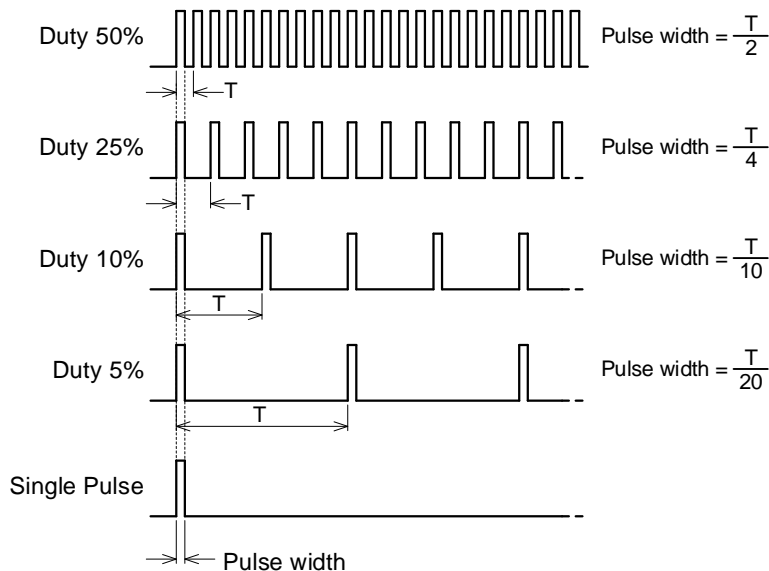 Duty 50%
Pulse width = T/2
T
Duty 25%
Pulse width = T/4
T
Duty 10%
Pulse width = T/10
T
Duty 5%
Pulse width = T/20
T
Single Pulse
Pulse width